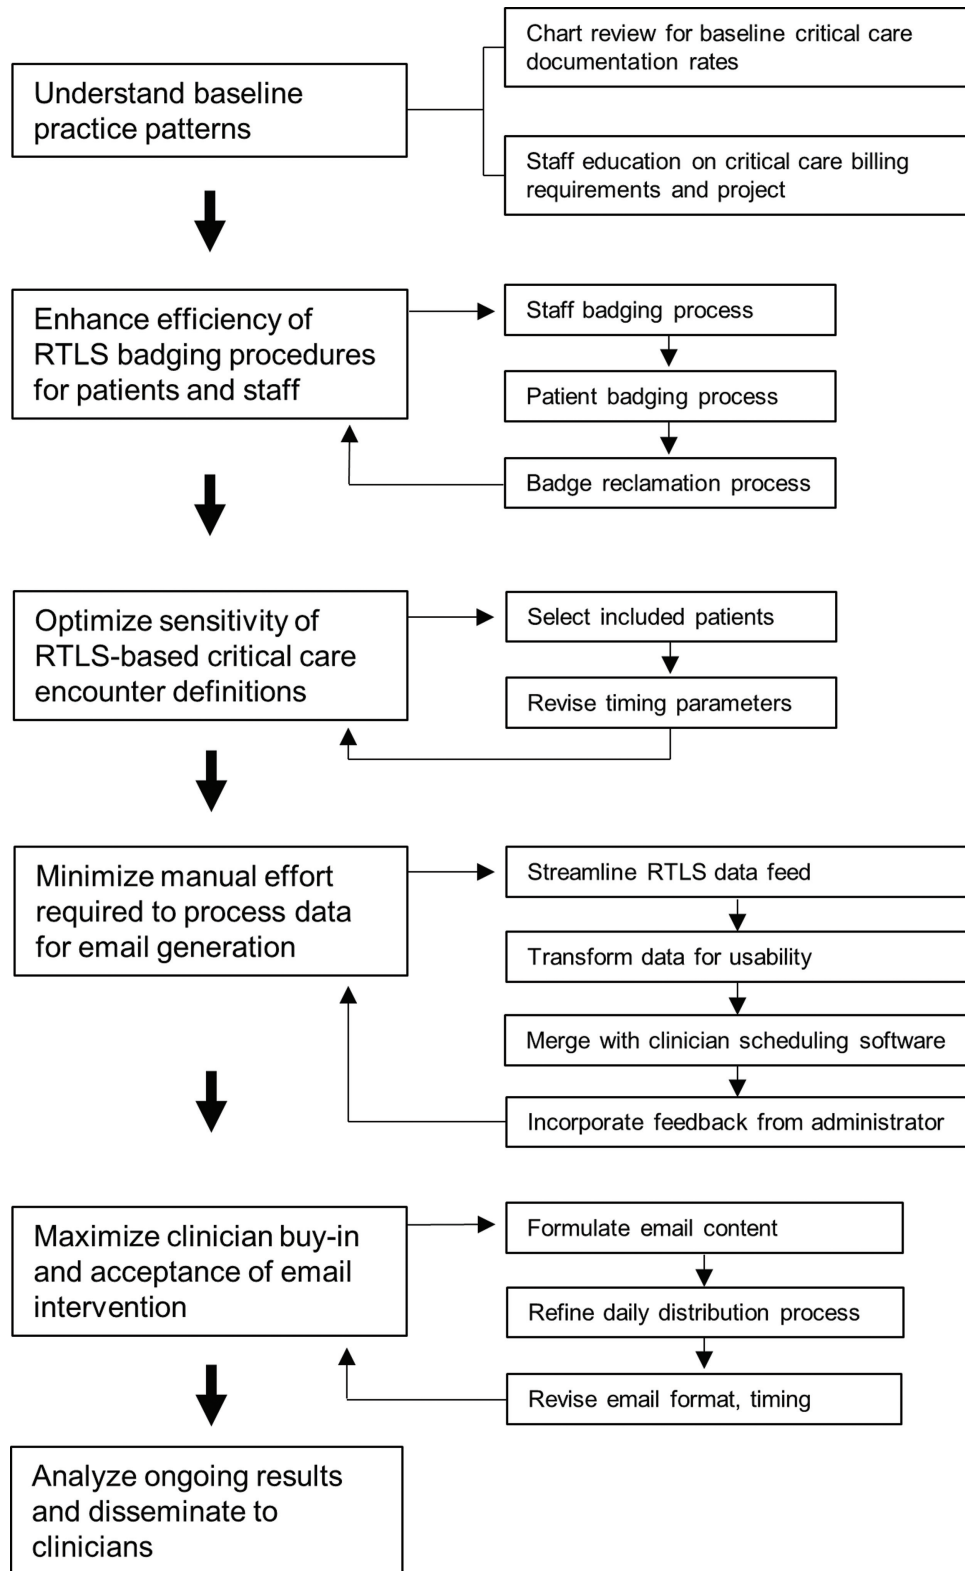 Chart review for baseline critical care
documentation rates
Understand baseline
practice patterns
Staff education on critical care billing
requirements and project
Enhance efficiency of
RTLS badging procedures
for patients and staff
Staff badging process
Patient badging process
Badge reclamation process
Optimize sensitivity of
RTLS-based critical care
encounter definitions
Select included patients
Revise timing parameters
Minimize manual effort
required to process data
for email generation
Streamline RTLS data feed
Transform data for usability
Merge with clinician scheduling software
Incorporate feedback from administrator
Maximize clinician buy-in
and acceptance of email
intervention
Formulate email content
Refine daily distribution process
Revise email format, timing
Analyze ongoing results
and disseminate to
clinicians